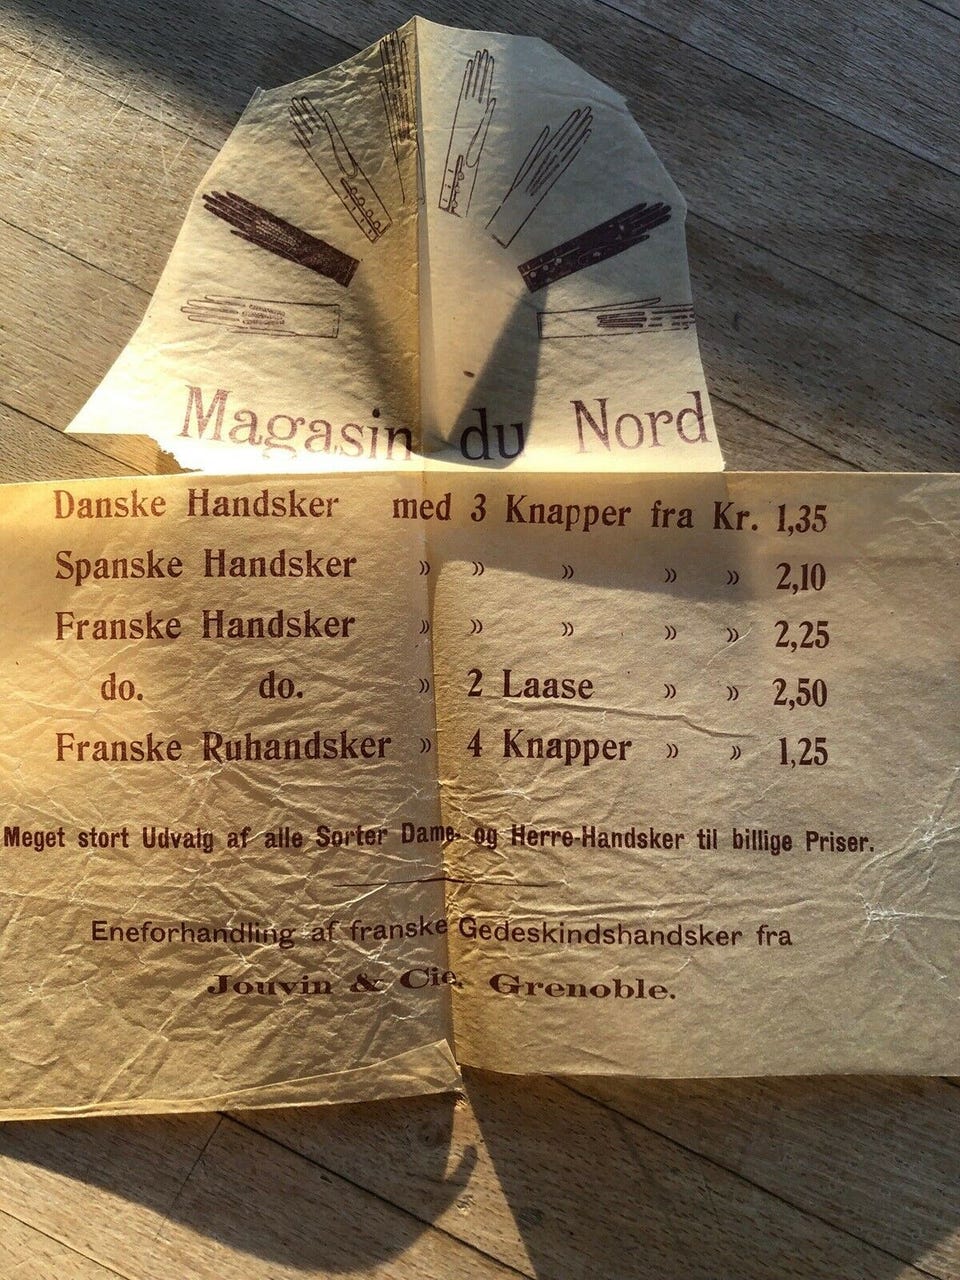 Magasin du Nord
Danske Handsker med 3 Knapper fra Kr. 1,35
Spanske Handsker » » » » » 2,10
Franske Handsker » » » » » 2,25
do. do. » 2 Laase » » 2,50
Franske Ruhandsker » 4 Knapper » » 1,25
Meget stort Udvalg af alle Sorter Dame- og Herre-Handsker til billige Priser.
Eneforhandling af franske Gedeskindshandsker fra
Jouvin & Cie, Grenoble.